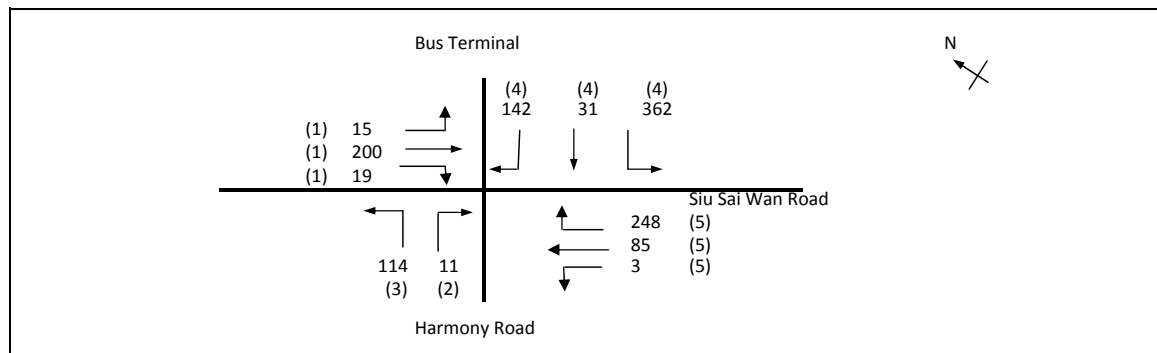 Bus Terminal
N
(4) (4) (4)
142 31 362
(1) 15
(1) 200
(1) 19
Siu Sai Wan Road
248 (5)
85 (5)
3 (5)
114 11
(3) (2)
Harmony Road